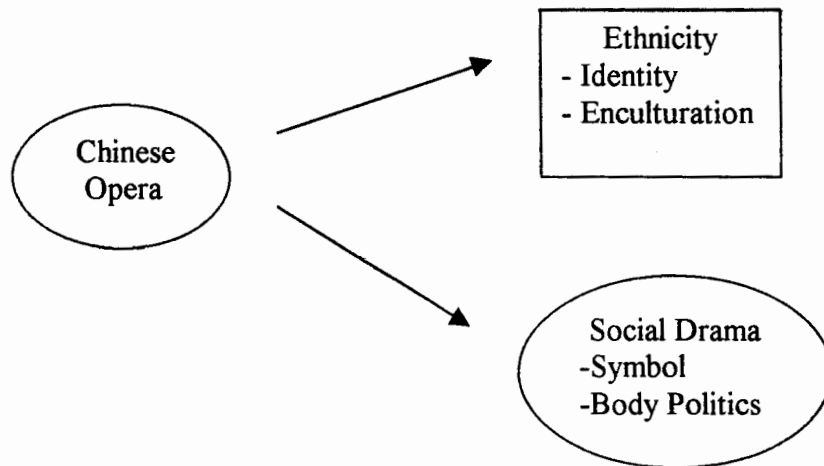 Chinese
Opera
Ethnicity
- Identity
- Enculturation
Social Drama
-Symbol
-Body Politics